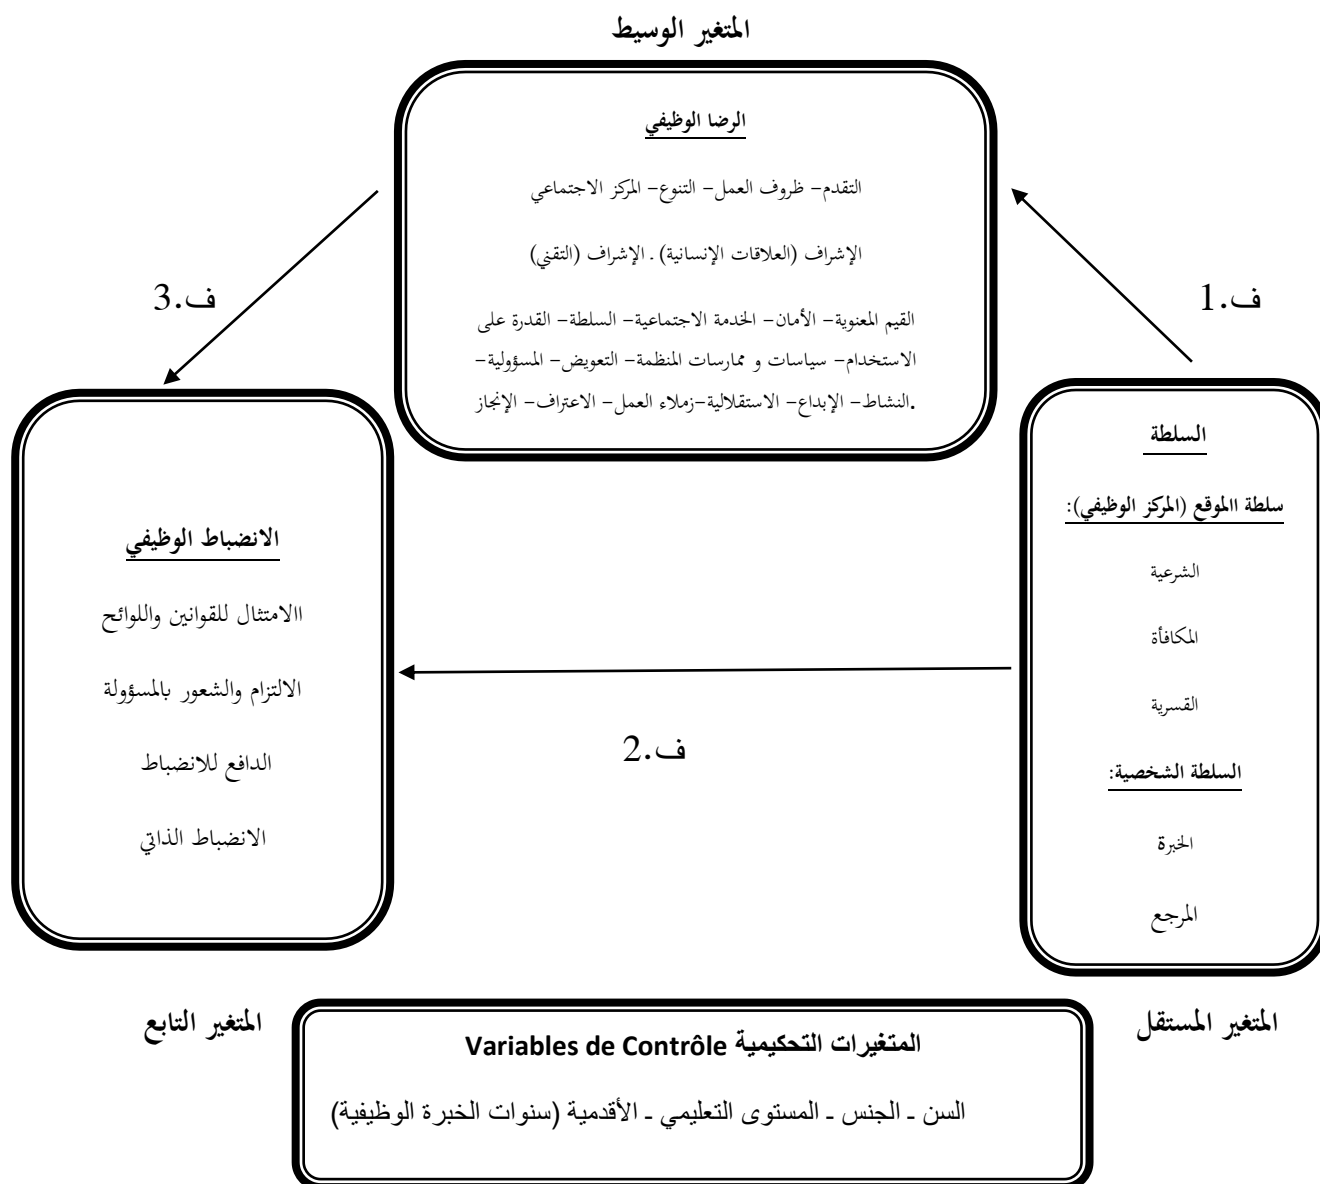 المتغير الوسيط
الرضا الوظيفي
التقدم– ظروف العمل– التنوع– المركز الاجتماعي
الإشراف (العلاقات الإنسانية) . الإشراف (التقني)
القيم المعنوية– الأمان– الخدمة الاجتماعية– السلطة– القدرة على
الاستخدام– سياسات و ممارسات المنظمة– التعويض– المسؤولية–
.النشاط– الإبداع– الاستقلالية–زملاء العمل– الاعتراف– الإنجاز
ف.1
ف.3
السلطة
سلطة االموقع (المركز الوظيفي):
الشرعية
المكافأة
القسرية
السلطة الشخصية:
الخبرة
المرجع
ف.2
الانضباط الوظيفي
االامتثال للقوانين واللوائح
الالتزام والشعور بالمسؤولة
الدافع للانضباط
الانضباط الذاتي
المتغير المستقل
المتغير التابع
المتغيرات التحكيمية Variables de Contrôle
السن ـ الجنس ـ المستوى التعليمي ـ الأقدمية (سنوات الخبرة الوظيفية)